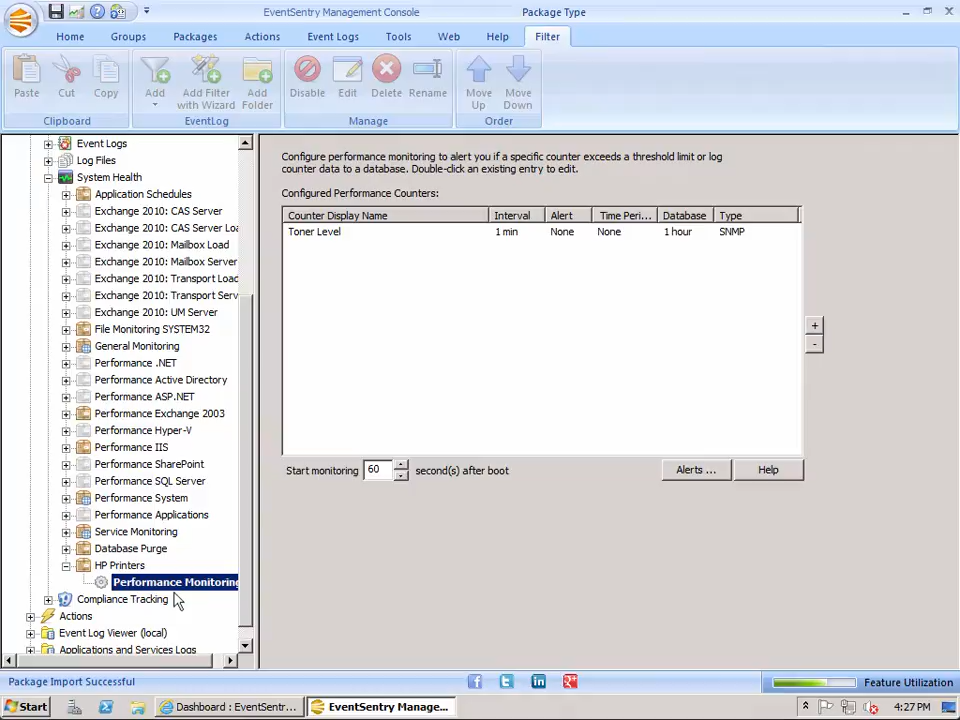 EventSentry Management Console
Package Type
Home
Groups
Packages
Actions
Event Logs
Tools
Web
Help
Filter
Paste
Cut
Copy
Add
Add Filter
with Wizard
Add
Folder
Disable
Edit
Delete
Rename
Move
Up
Move
Down
Clipboard
EventLog
Manage
Order
Event Logs
Log Files
System Health
Application Schedules
Exchange 2010: CAS Server
Exchange 2010: CAS Server Loa
Exchange 2010: Mailbox Load
Exchange 2010: Mailbox Server
Exchange 2010: Transport Load
Exchange 2010: Transport Serv
Exchange 2010: UM Server
File Monitoring SYSTEM32
General Monitoring
Performance .NET
Performance Active Directory
Performance ASP.NET
Performance Exchange 2003
Performance Hyper-V
Performance IIS
Performance SharePoint
Performance SQL Server
Performance System
Performance Applications
Service Monitoring
Database Purge
HP Printers
Performance Monitoring
Compliance Tracking
Actions
Event Log Viewer (local)
Applications and Services Logs
Configure performance monitoring to alert you if a specific counter exceeds a threshold limit or log
counter data to a database. Double-click an existing entry to edit.
Configured Performance Counters:
Counter Display Name Interval Alert Time Peri... Database Type
Toner Level 1 min None None 1 hour SNMP
+
-
Start monitoring 60 second(s) after boot
Alerts ...
Help
Package Import Successful
Feature Utilization
Start
Dashboard : EventSentr...
EventSentry Manage...
4:27 PM